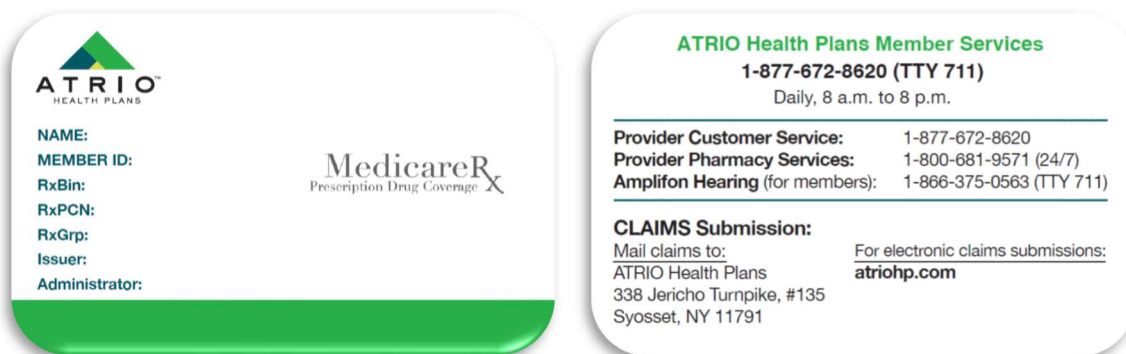 ATRIO™
HEALTH PLANS
NAME:
MEMBER ID:
RxBin:
RxPCN:
RxGrp:
Issuer:
Administrator:
MedicareRx
Prescription Drug Coverage
ATRIO Health Plans Member Services
1-877-672-8620 (TTY 711)
Daily, 8 a.m. to 8 p.m.
Provider Customer Service: 1-877-672-8620
Provider Pharmacy Services: 1-800-681-9571 (24/7)
Amplifon Hearing (for members): 1-866-375-0563 (TTY 711)
CLAIMS Submission:
Mail claims to:
ATRIO Health Plans
338 Jericho Turnpike, #135
Syosset, NY 11791
For electronic claims submissions:
atriohp.com